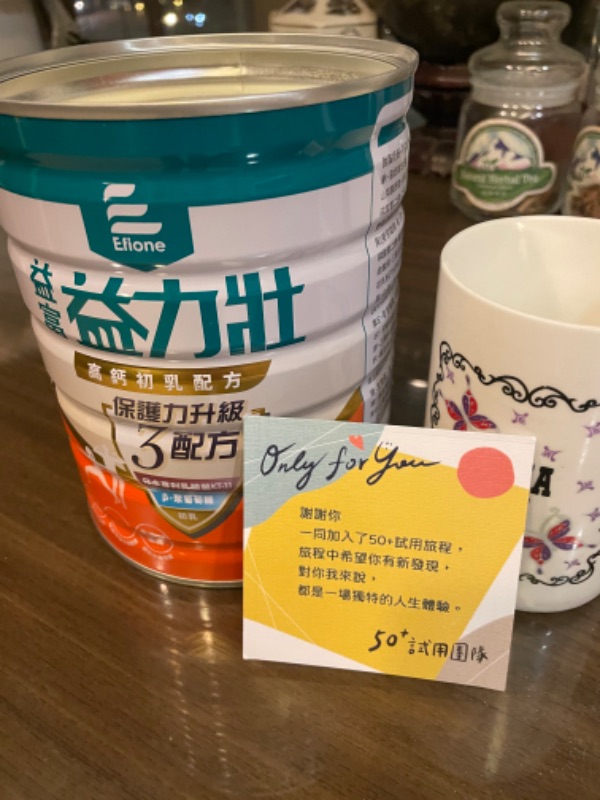 Efione
益富
益力壯
高鈣初乳配方
保護力升級
3配方
初乳
Only for You
謝謝你
一同加入了50+試用旅程，
旅程中希望你有新發現，
對你我來說，
都是一場獨特的人生體驗。
50+試用團隊
A